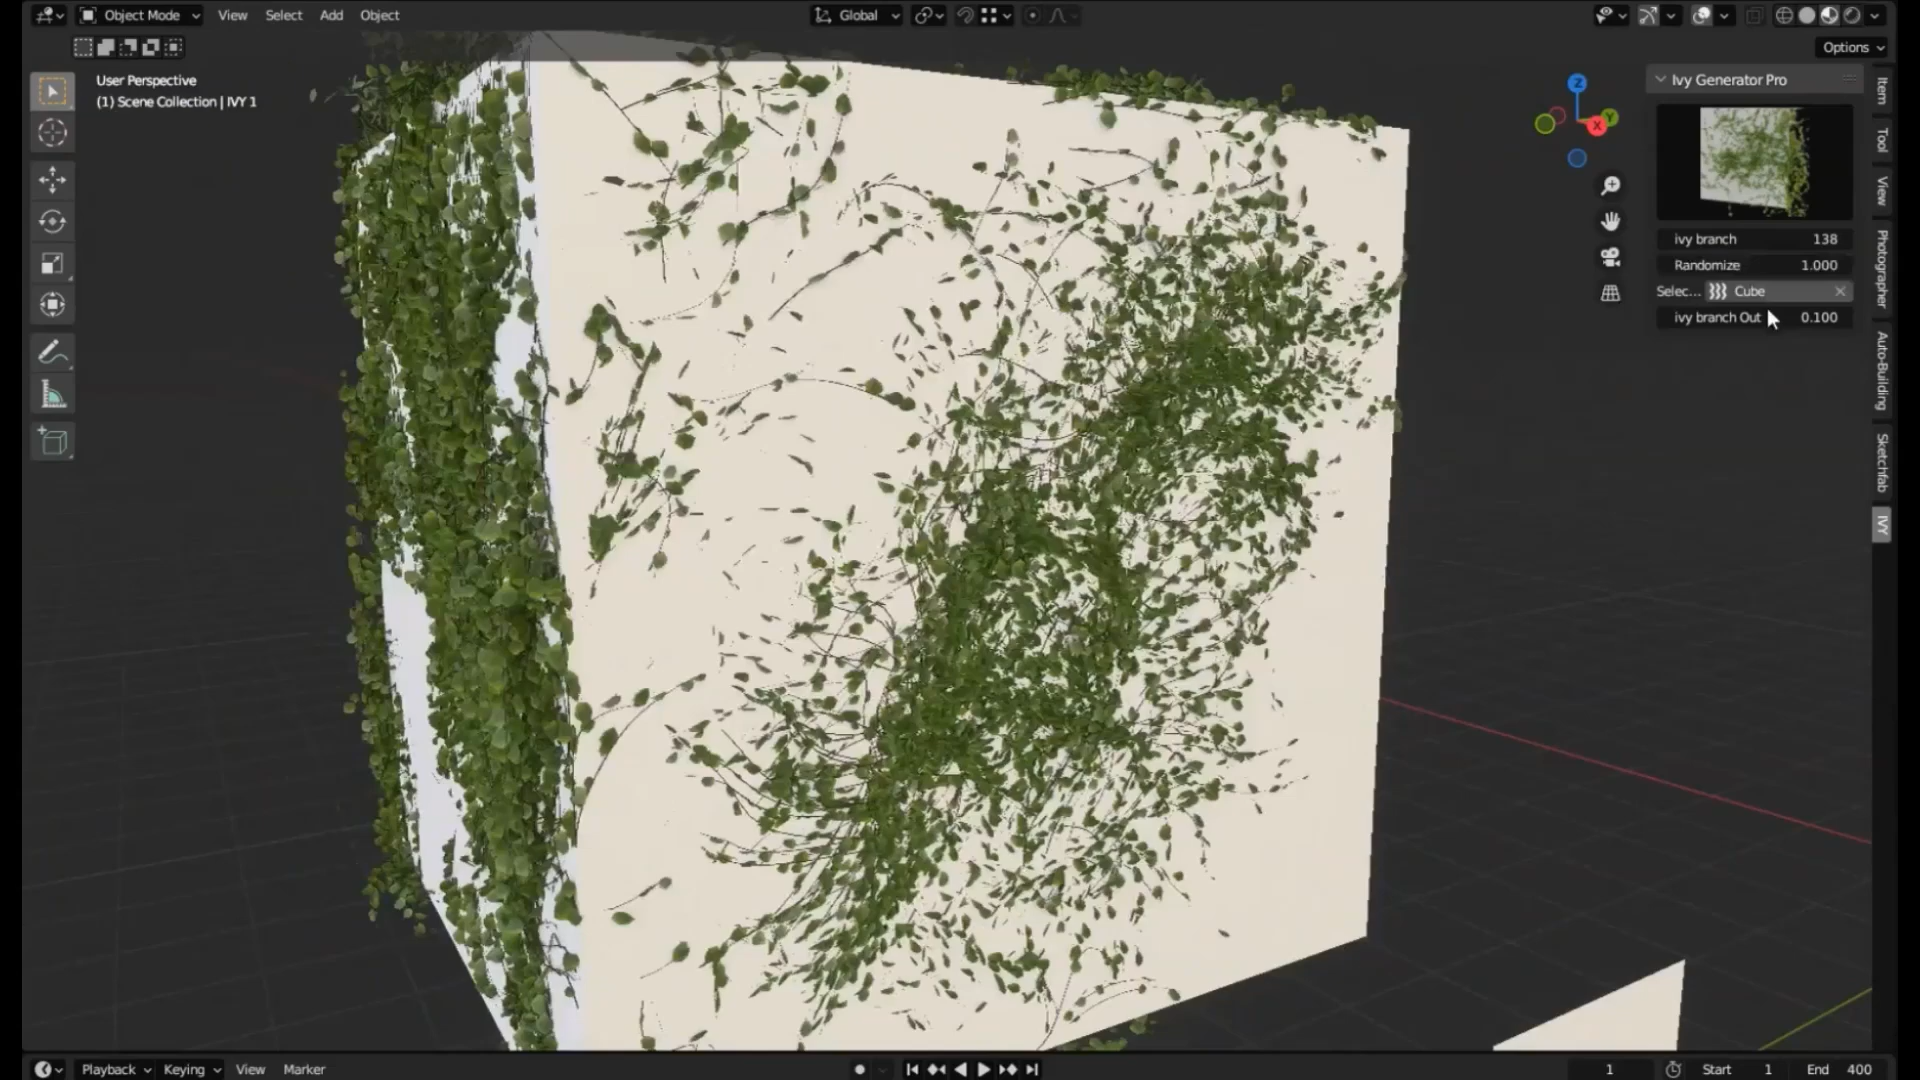 Object Mode View Select Add Object Global
Options
User Perspective
(1) Scene Collection | IVY 1
Z
Y
X
Ivy Generator Pro
ivy branch 138
Randomize 1.000
Selec... Cube
ivy branch Out 0.100
Item
Tool
View
Photographer
Auto-Building
Sketchfab
IVY
Playback Keying View Marker 1 Start 1 End 400